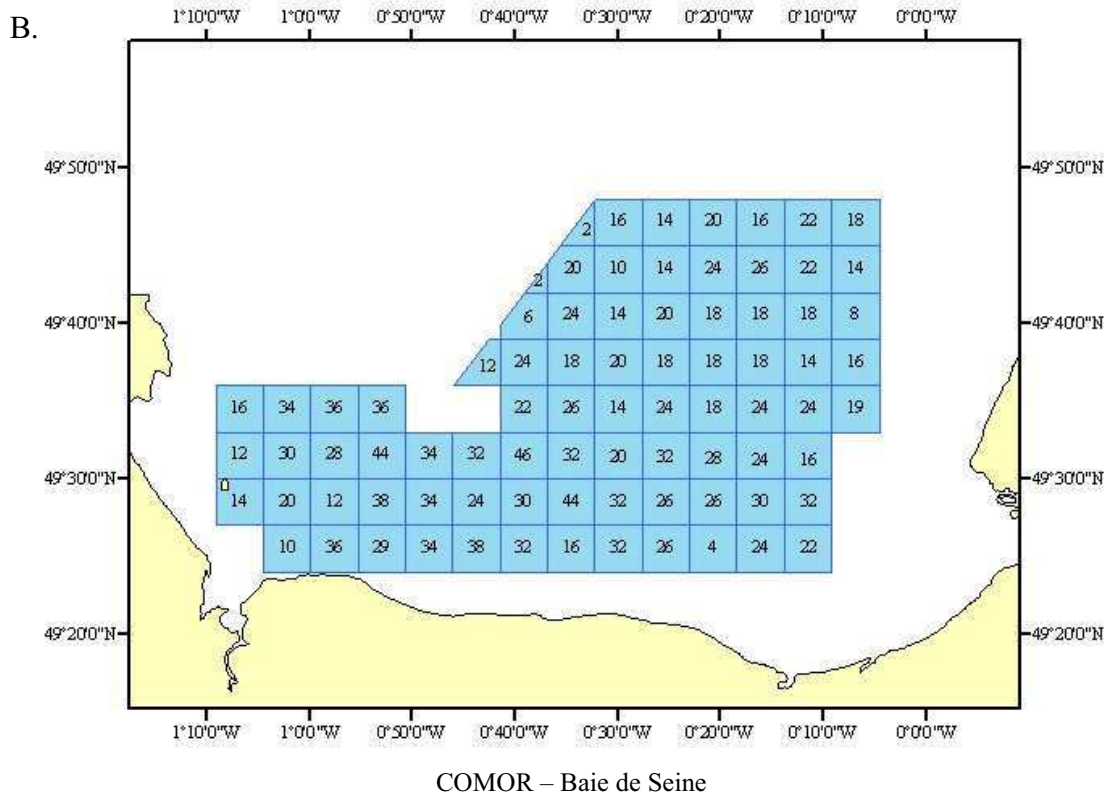 B.
1°10'0"W 1°0'0"W 0°50'0"W 0°40'0"W 0°30'0"W 0°20'0"W 0°10'0"W 0°0'0"W
49°50'0"N 49°50'0"N
2 16 14 20 16 22 18
2 20 10 14 24 26 22 14
49°40'0"N 6 24 14 20 18 18 18 8 49°40'0"N
12 24 18 20 18 18 18 14 16
16 34 36 36 22 26 14 24 18 24 24 19
12 30 28 44 34 32 46 32 20 32 28 24 16
49°30'0"N 49°30'0"N
14 20 12 38 34 24 30 44 32 26 26 30 32
10 36 29 34 38 32 16 32 26 4 24 22
49°20'0"N 49°20'0"N
1°10'0"W 1°0'0"W 0°50'0"W 0°40'0"W 0°30'0"W 0°20'0"W 0°10'0"W 0°0'0"W
COMOR – Baie de Seine